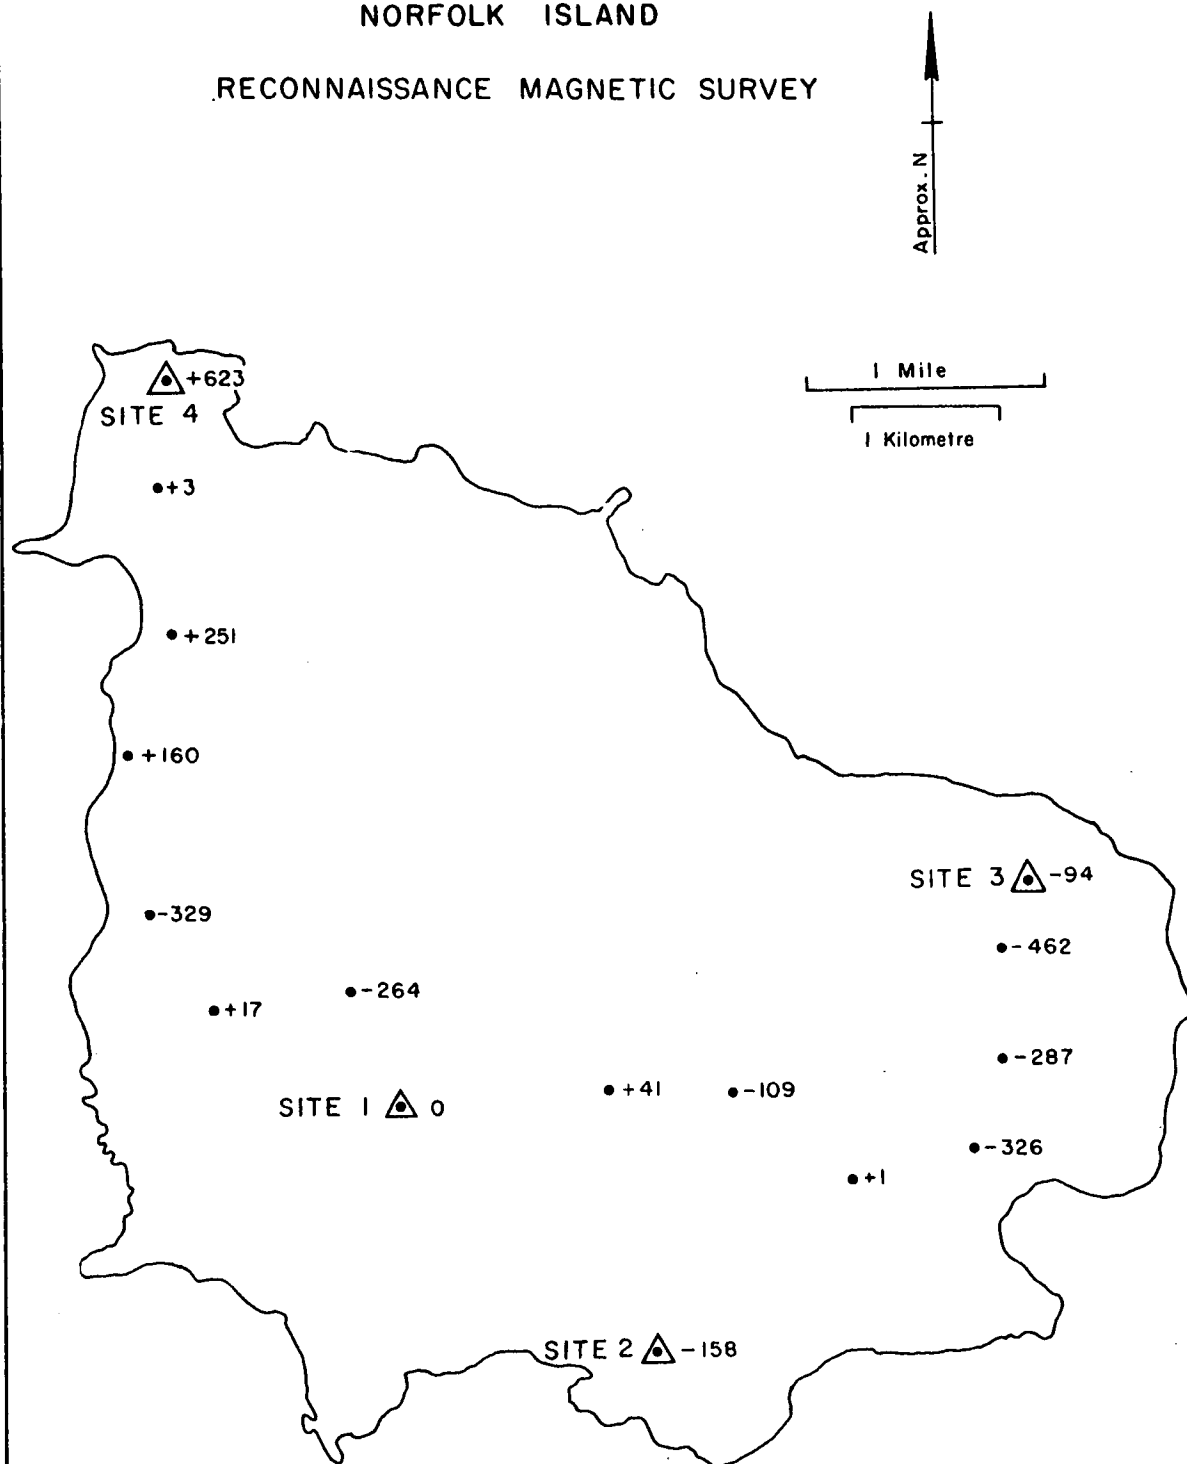 NORFOLK ISLAND
RECONNAISSANCE MAGNETIC SURVEY
Approx. N
1 Mile
1 Kilometre
+623
SITE 4
+3
+251
+160
SITE 3 -94
-329
-462
-264
+17
-287
+41
-109
SITE 1 0
-326
+1
SITE 2 -158